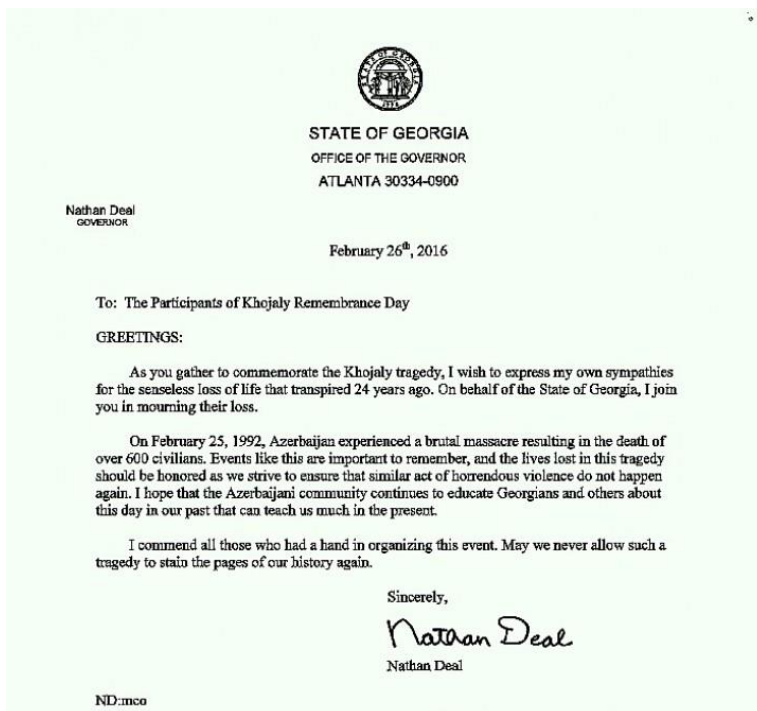 STATE OF GEORGIA
OFFICE OF THE GOVERNOR
ATLANTA 30334-0900
Nathan Deal
GOVERNOR
February 26th, 2016
To: The Participants of Khojaly Remembrance Day
GREETINGS:
As you gather to commemorate the Khojaly tragedy, I wish to express my own sympathies
for the senseless loss of life that transpired 24 years ago. On behalf of the State of Georgia, I join
you in mourning their loss.
On February 25, 1992, Azerbaijan experienced a brutal massacre resulting in the death of
over 600 civilians. Events like this are important to remember, and the lives lost in this tragedy
should be honored as we strive to ensure that similar act of horrendous violence do not happen
again. I hope that the Azerbaijani community continues to educate Georgians and others about
this day in our past that can teach us much in the present.
I commend all those who had a hand in organizing this event. May we never allow such a
tragedy to stain the pages of our history again.
Sincerely,
Nathan Deal
Nathan Deal
ND:mco